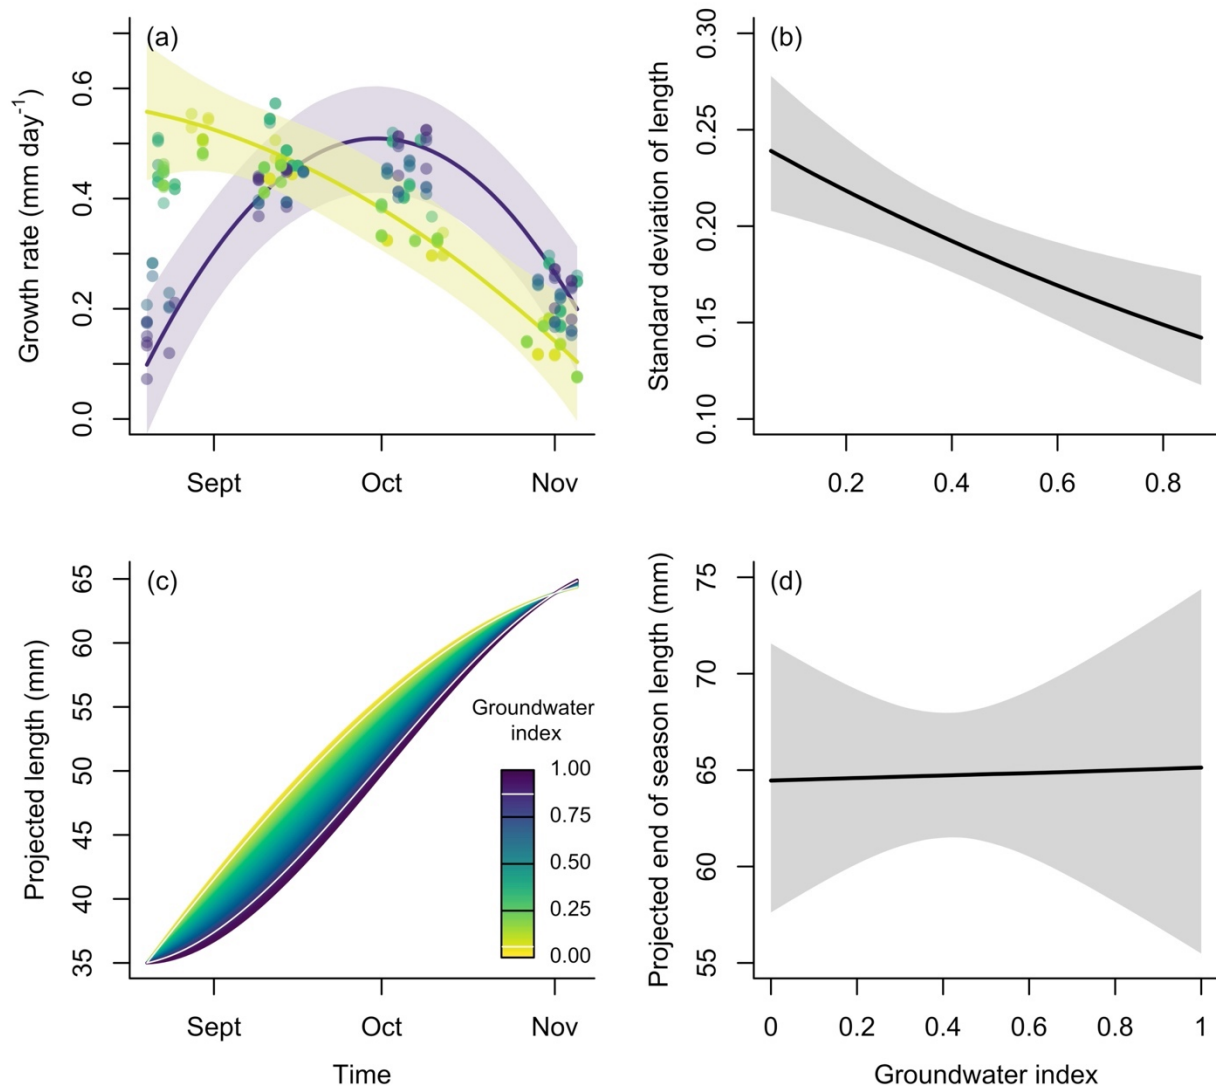 (a)
Growth rate (mm day⁻¹)
0.6
0.4
0.2
0.0
Sept
Oct
Nov
(b)
Standard deviation of length
0.30
0.25
0.20
0.15
0.10
0.2
0.4
0.6
0.8
(c)
Projected length (mm)
65
60
55
50
45
40
35
Groundwater
index
1.00
0.75
0.50
0.25
0.00
Sept
Oct
Nov
Time
(d)
Projected end of season length (mm)
75
70
65
60
55
0
0.2
0.4
0.6
0.8
1
Groundwater index